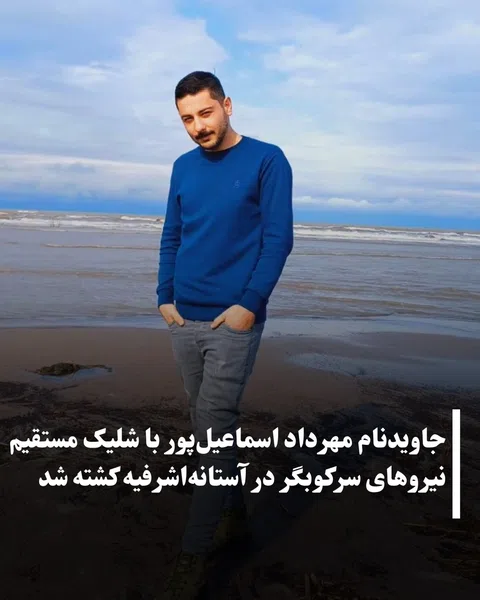 جاویدنام مهرداد اسماعیل‌پور با شلیک مستقیم
نیروهای سرکوبگر در آستانه‌اشرفیه کشته شد